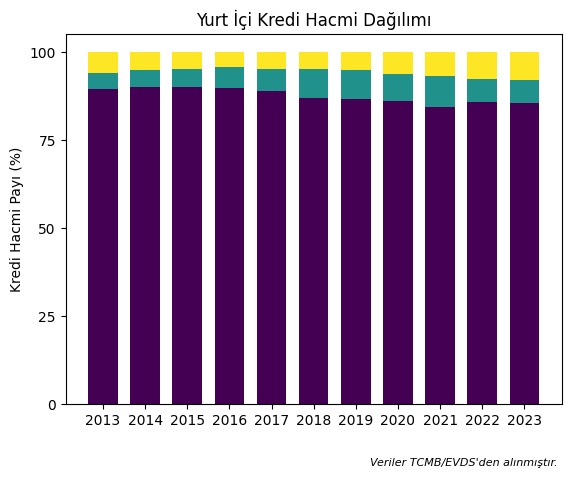 Yurt İçi Kredi Hacmi Dağılımı
Kredi Hacmi Payı (%)
100
75
50
25
0
2013 2014 2015 2016 2017 2018 2019 2020 2021 2022 2023
Veriler TCMB/EVDS'den alınmıştır.